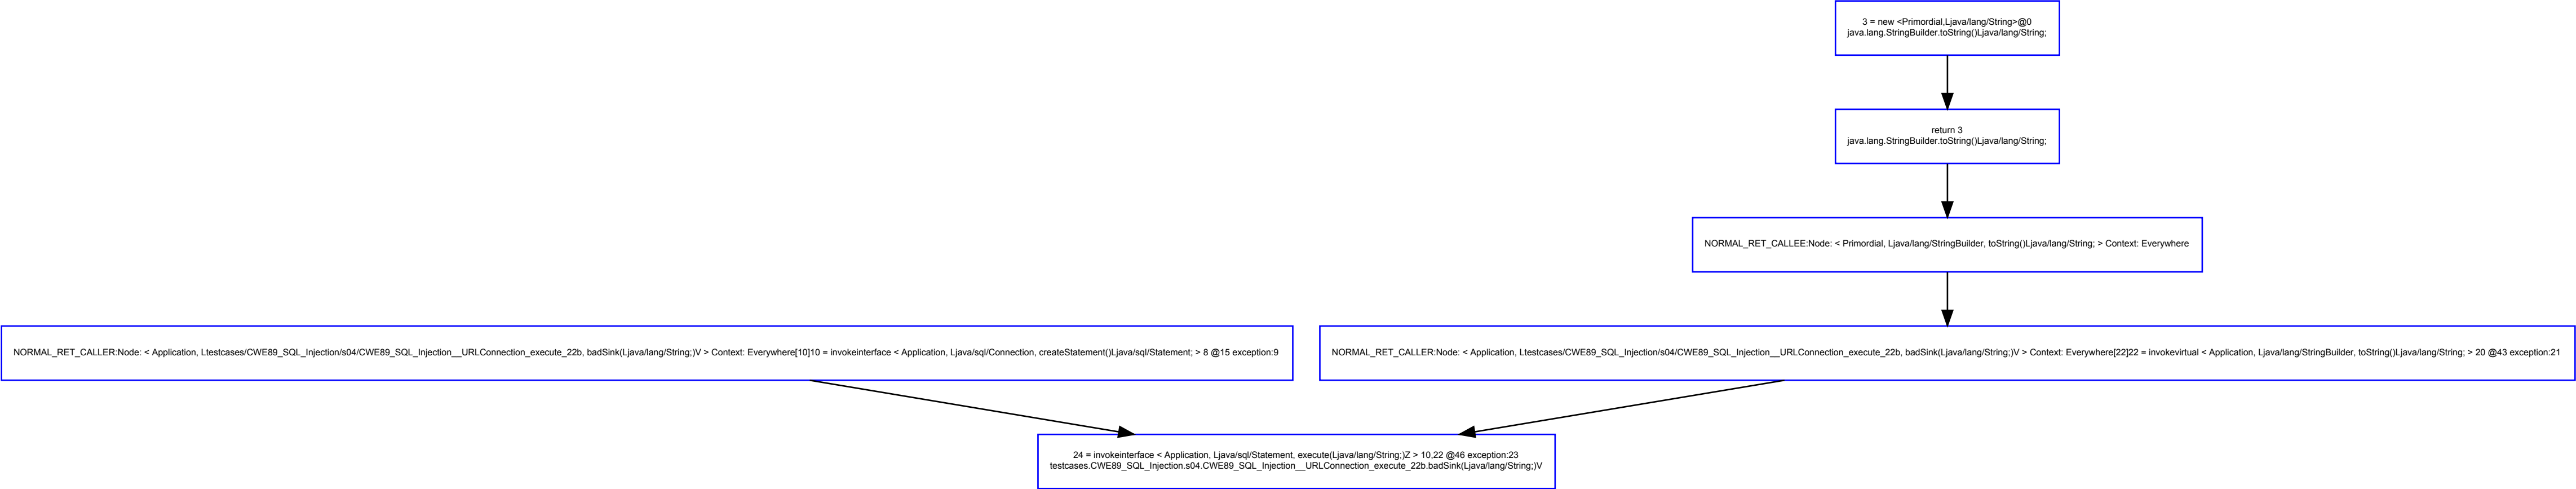 3 = new <Primordial,Ljava/lang/String>@0
java.lang.StringBuilder.toString()Ljava/lang/String;
return 3
java.lang.StringBuilder.toString()Ljava/lang/String;
NORMAL_RET_CALLEE:Node: < Primordial, Ljava/lang/StringBuilder, toString()Ljava/lang/String; > Context: Everywhere
NORMAL_RET_CALLER:Node: < Application, Ltestcases/CWE89_SQL_Injection/s04/CWE89_SQL_Injection__URLConnection_execute_22b, badSink(Ljava/lang/String;)V > Context: Everywhere[10]10 = invokeinterface < Application, Ljava/sql/Connection, createStatement()Ljava/sql/Statement; > 8 @15 exception:9
NORMAL_RET_CALLER:Node: < Application, Ltestcases/CWE89_SQL_Injection/s04/CWE89_SQL_Injection__URLConnection_execute_22b, badSink(Ljava/lang/String;)V > Context: Everywhere[22]22 = invokevirtual < Application, Ljava/lang/StringBuilder, toString()Ljava/lang/String; > 20 @43 exception:21
24 = invokeinterface < Application, Ljava/sql/Statement, execute(Ljava/lang/String;)Z > 10,22 @46 exception:23
testcases.CWE89_SQL_Injection.s04.CWE89_SQL_Injection__URLConnection_execute_22b.badSink(Ljava/lang/String;)V